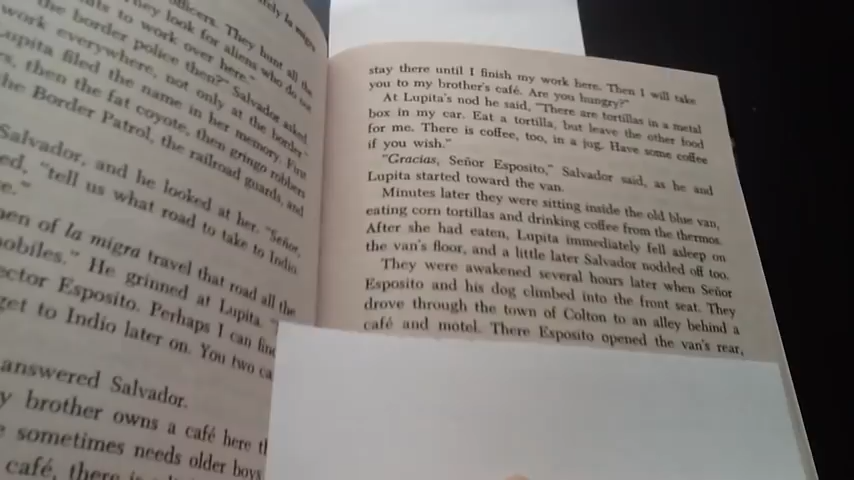 ely la migra
officers. They hunt all the
They look for aliens who do not
to work over here."
the border police then?" Salvador asked
work everywhere, not only at the border."
Lupita filed the name in her memory. First
then the fat coyote, then gringo robbers
the Border Patrol, the railroad guards, and
Salvador, and he looked at her. "Señor,
"tell us what road to take to Indio
of la migra travel that road all the
He grinned at Lupita.
Hector Esposito. Perhaps I can
get to Indio later on. You two
answered Salvador.
brother owns a café here
sometimes needs older boys
café, there
stay there until I finish my work here. Then I will take
you to my brother's café. Are you hungry?"
At Lupita's nod he said, "There are tortillas in a metal
box in my car. Eat a tortilla, but leave the other food
for me. There is coffee, too, in a jug. Have some coffee
if you wish."
"Gracias, Señor Esposito," Salvador said, as he and
Lupita started toward the van.
Minutes later they were sitting inside the old blue van,
eating corn tortillas and drinking coffee from the thermos.
After she had eaten, Lupita immediately fell asleep on
the van's floor, and a little later Salvador nodded off too.
They were awakened several hours later when Señor
Esposito and his dog climbed into the front seat. They
drove through the town of Colton to an alley behind a
café and motel. There Esposito opened the van's rear,